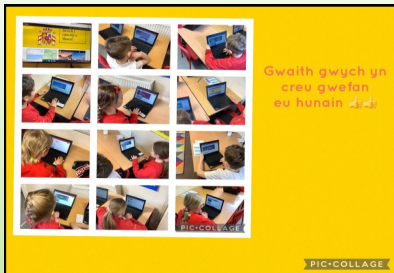 Gwaith gwych yn
creu gwefan
eu hunain 👍👍
PIC•COLLAGE
PIC•COLLAGE